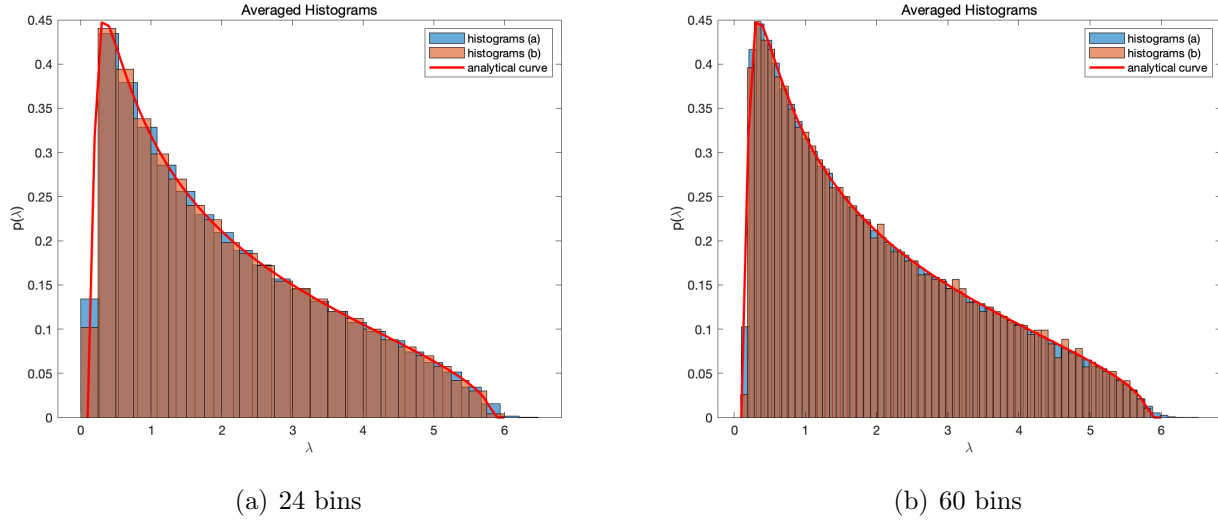 Averaged Histograms
histograms (a)
histograms (b)
analytical curve
0.45
0.4
0.35
0.3
0.25
0.2
0.15
0.1
0.05
0
p(λ)
0 1 2 3 4 5 6
λ
(a) 24 bins
Averaged Histograms
histograms (a)
histograms (b)
analytical curve
0.45
0.4
0.35
0.3
0.25
0.2
0.15
0.1
0.05
0
p(λ)
0 1 2 3 4 5 6
λ
(b) 60 bins